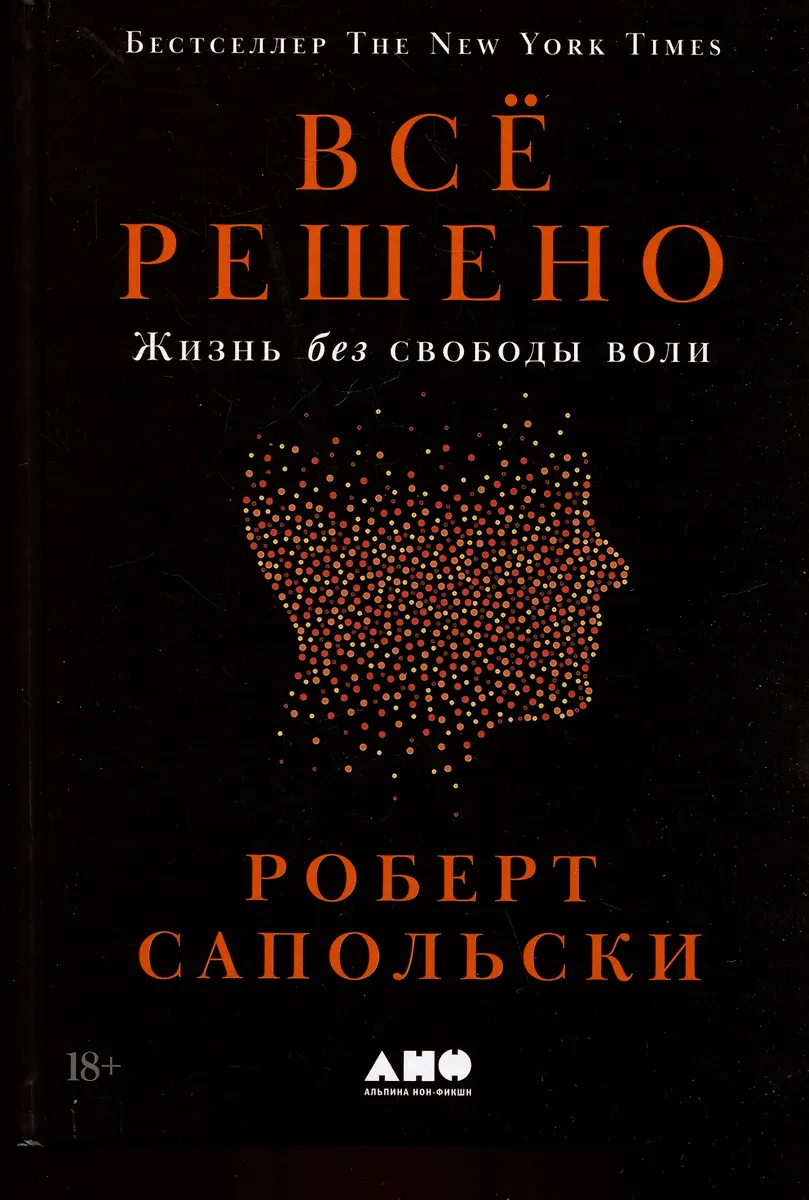 Бестселлер The New York Times
ВСЁ
РЕШЕНО
Жизнь без свободы воли
РОБЕРТ
САПОЛЬСКИ
18+
АНФ
АЛЬПИНА НОН-ФИКШН